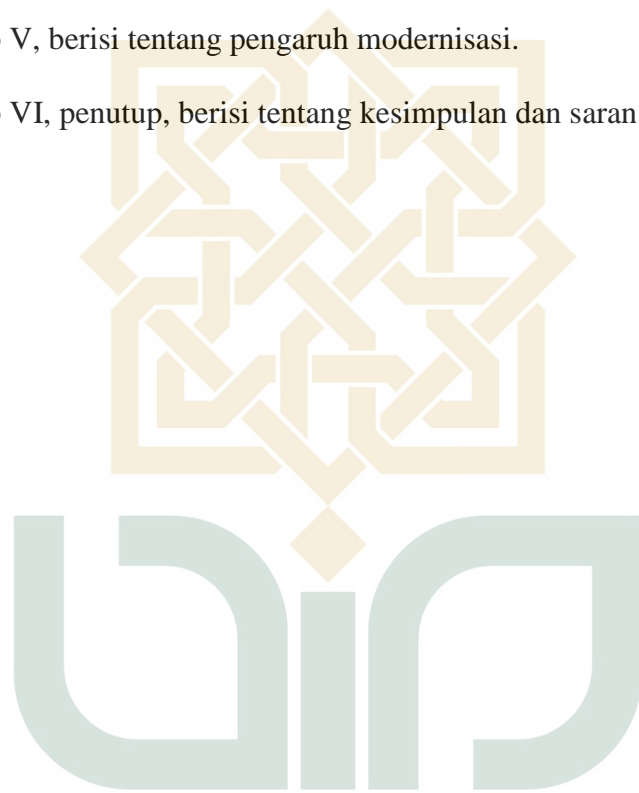 V, berisi tentang pengaruh modernisasi.
VI, penutup, berisi tentang kesimpulan dan saran